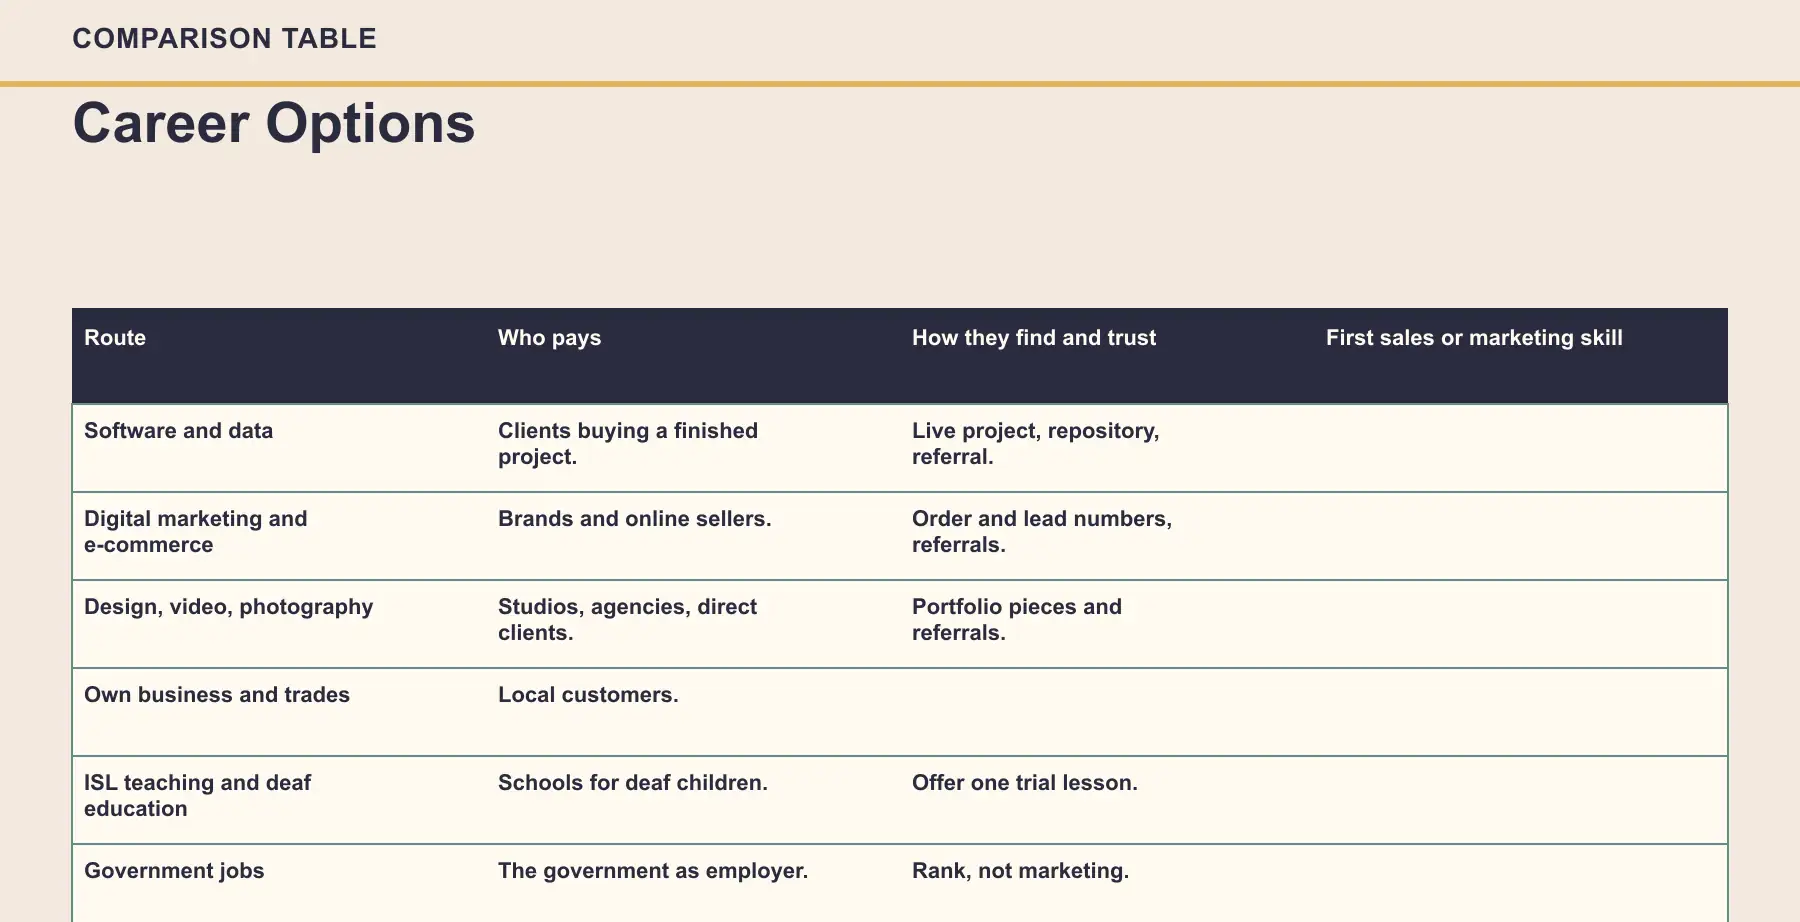 COMPARISON TABLE
Career Options
Route
Who pays
How they find and trust
First sales or marketing skill
Software and data
Clients buying a finished
project.
Live project, repository,
referral.
Digital marketing and
e-commerce
Brands and online sellers.
Order and lead numbers,
referrals.
Design, video, photography
Studios, agencies, direct
clients.
Portfolio pieces and
referrals.
Own business and trades
Local customers.
ISL teaching and deaf
education
Schools for deaf children.
Offer one trial lesson.
Government jobs
The government as employer.
Rank, not marketing.